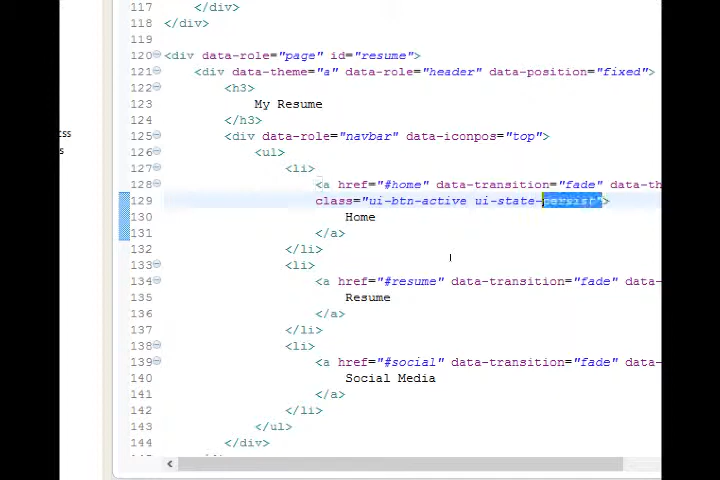 117 </div>
118 </div>
119
120 <div data-role="page" id="resume">
121 <div data-theme="a" data-role="header" data-position="fixed">
122 <h3>
123 My Resume
124 </h3>
125 <div data-role="navbar" data-iconpos="top">
126 <ul>
127 <li>
128 <a href="#home" data-transition="fade" data-th
129 class="ui-btn-active ui-state-persist">
130 Home
131 </a>
132 </li>
133 <li>
134 <a href="#resume" data-transition="fade" data-
135 Resume
136 </a>
137 </li>
138 <li>
139 <a href="#social" data-transition="fade" data-
140 Social Media
141 </a>
142 </li>
143 </ul>
144 </div>